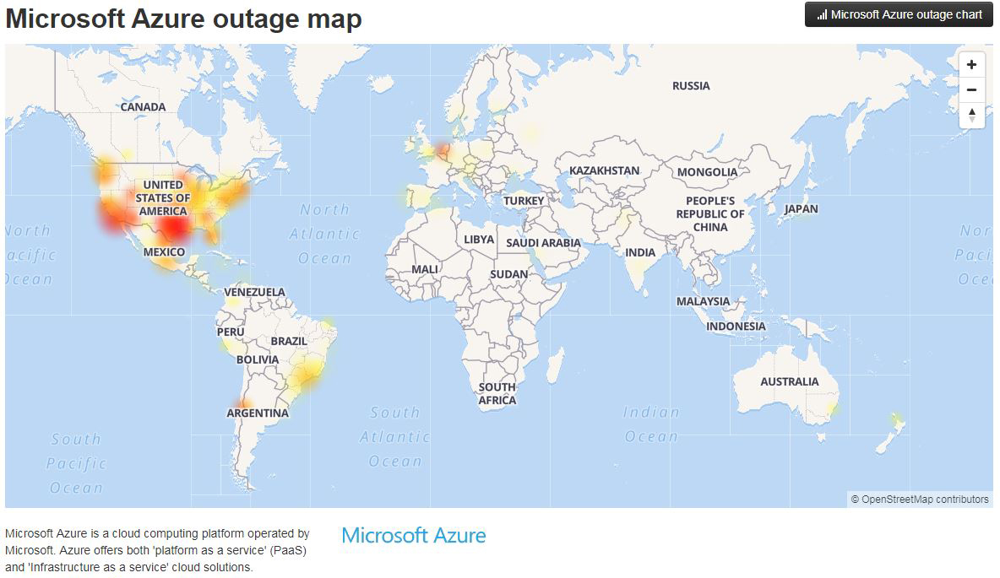 Microsoft Azure outage map
Microsoft Azure outage chart
+
−
RUSSIA
CANADA
KAZAKHSTAN
MONGOLIA
UNITED
STATES OF
AMERICA
TURKEY
PEOPLE'S
REPUBLIC OF
CHINA
JAPAN
North
Atlantic
Ocean
North
acific
Ocean
Nor
Paci
Oce
LIBYA
SAUDI ARABIA
MEXICO
INDIA
MALI
SUDAN
VENEZUELA
MALAYSIA
INDONESIA
PERU
BRAZIL
BOLIVIA
AUSTRALIA
SOUTH
AFRICA
ARGENTINA
South
Atlantic
Ocean
Indian
Ocean
South
Pacific
Ocean
© OpenStreetMap contributors
Microsoft Azure is a cloud computing platform operated by
Microsoft. Azure offers both 'platform as a service' (PaaS)
and 'Infrastructure as a service' cloud solutions.
Microsoft Azure